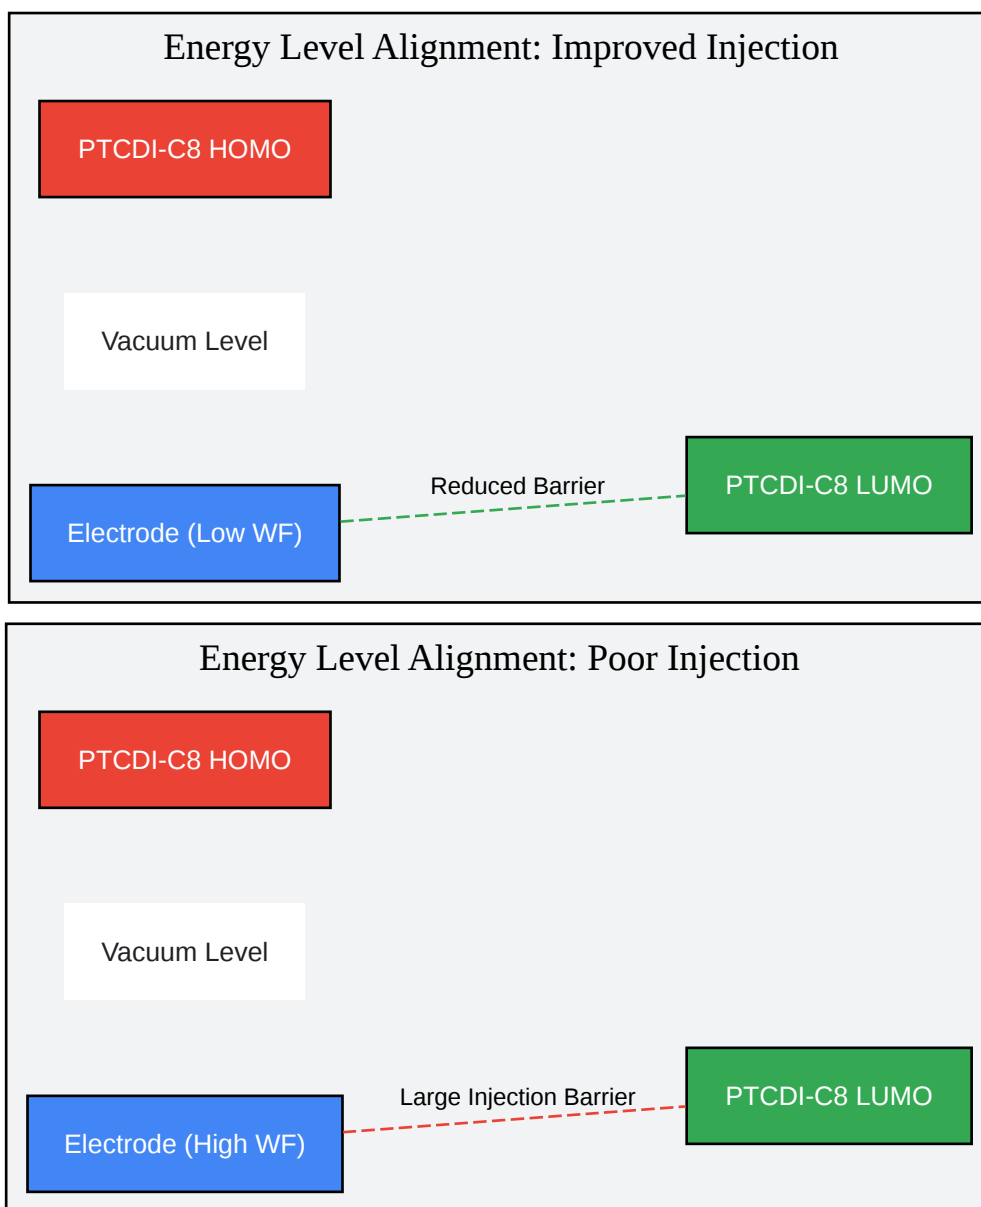 Energy Level Alignment: Improved Injection
PTCDI-C8 HOMO
Vacuum Level
Reduced Barrier
PTCDI-C8 LUMO
Electrode (Low WF)
Energy Level Alignment: Poor Injection
PTCDI-C8 HOMO
Vacuum Level
Large Injection Barrier
PTCDI-C8 LUMO
Electrode (High WF)